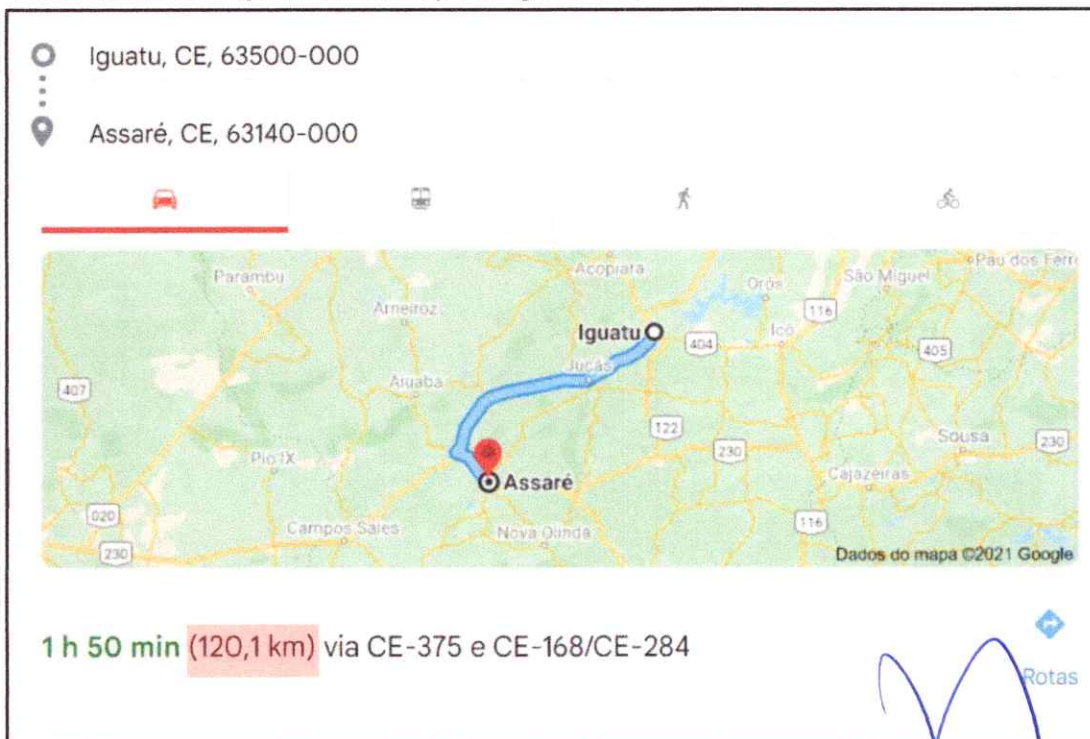 Iguatu, CE, 63500-000
Assaré, CE, 63140-000
Parambu
Acopiara
Orós
São Miguel
Pau dos Ferr
Arneiroz
116
Iguatu
Icó
404
405
Jucás
Aiuaba
407
122
Sousa
230
230
Pio IX
Cajazeiras
Assaré
020
Campos Sales
Nova Olinda
116
230
Dados do mapa ©2021 Google
1 h 50 min (120,1 km) via CE-375 e CE-168/CE-284
Rotas